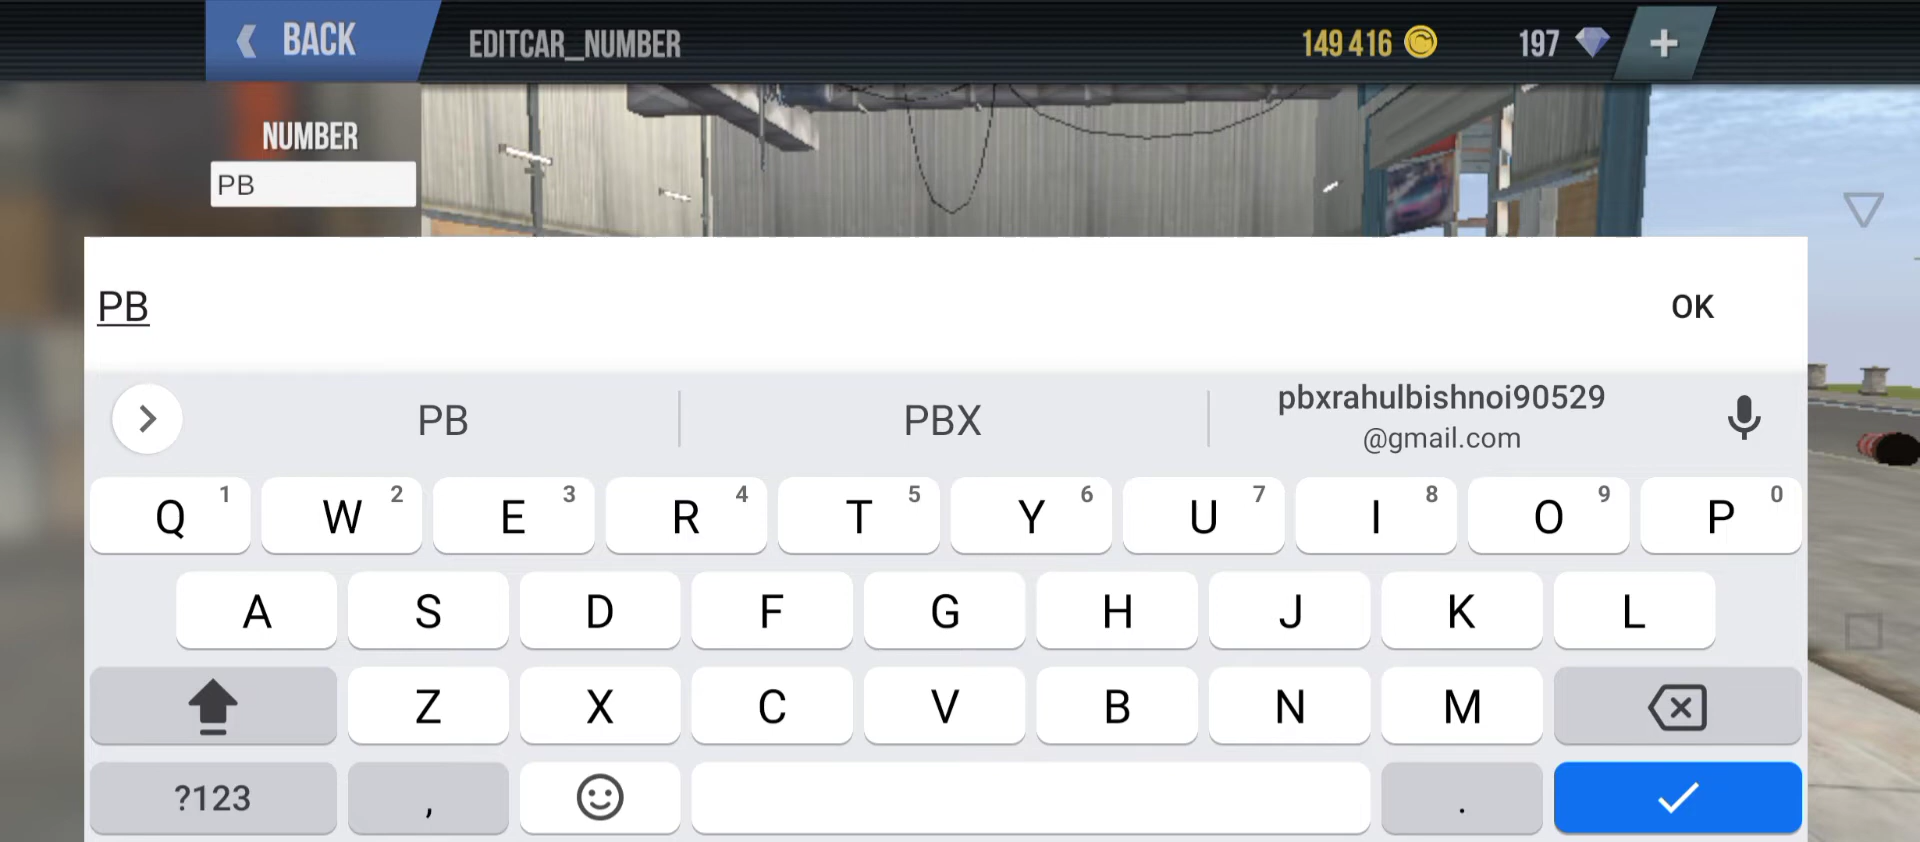 BACK
EDITCAR_NUMBER
149 416
197
+
NUMBER
PB
PB
OK
PB
PBX
pbxrahulbishnoi90529
@gmail.com
Q 1 W 2 E 3 R 4 T 5 Y 6 U 7 I 8 O 9 P 0
A S D F G H J K L
Z X C V B N M
?123 , .